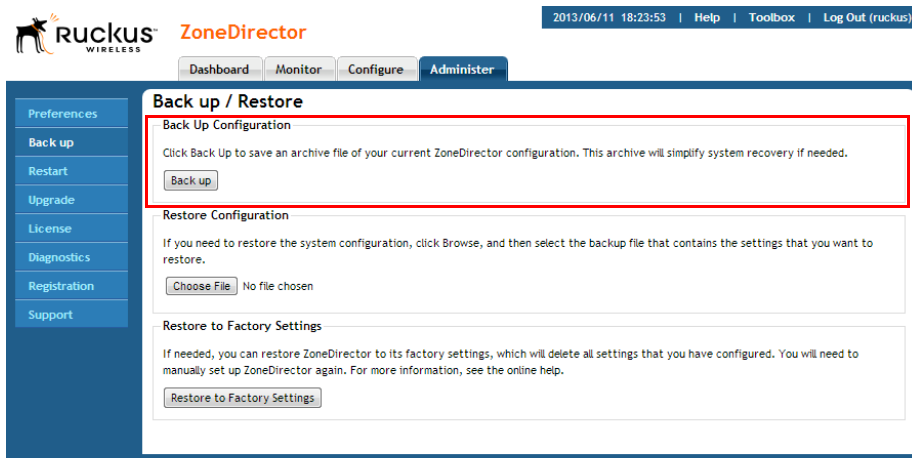 2013/06/11 18:23:53 | Help | Toolbox | Log Out (ruckus)
RUCKUS™
WIRELESS
ZoneDirector
Dashboard
Monitor
Configure
Administer
Preferences
Back up
Restart
Upgrade
License
Diagnostics
Registration
Support
Back up / Restore
Back Up Configuration
Click Back Up to save an archive file of your current ZoneDirector configuration. This archive will simplify system recovery if needed.
Back up
Restore Configuration
If you need to restore the system configuration, click Browse, and then select the backup file that contains the settings that you want to
restore.
Choose File No file chosen
Restore to Factory Settings
If needed, you can restore ZoneDirector to its factory settings, which will delete all settings that you have configured. You will need to
manually set up ZoneDirector again. For more information, see the online help.
Restore to Factory Settings